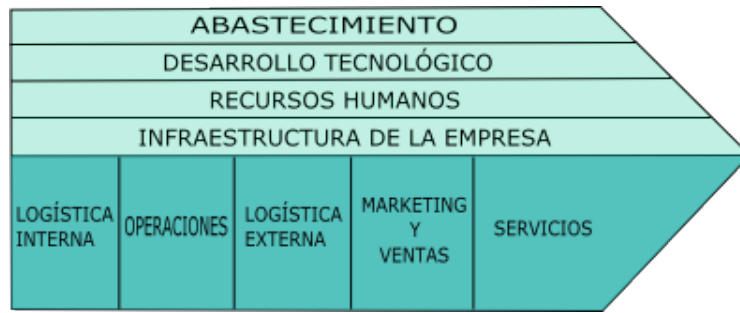 ABASTECIMIENTO
DESARROLLO TECNOLÓGICO
RECURSOS HUMANOS
INFRAESTRUCTURA DE LA EMPRESA
LOGÍSTICA
INTERNA
OPERACIONES
LOGÍSTICA
EXTERNA
MARKETING
Y
VENTAS
SERVICIOS